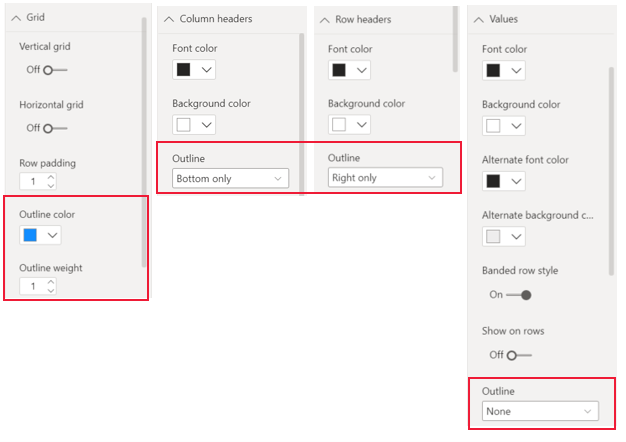 Grid
Vertical grid
Off
Horizontal grid
Off
Row padding
1
Outline color
Outline weight
1
Column headers
Font color
Background color
Outline
Bottom only
Row headers
Font color
Background color
Outline
Right only
Values
Font color
Background color
Alternate font color
Alternate background c...
Banded row style
On
Show on rows
Off
Outline
None